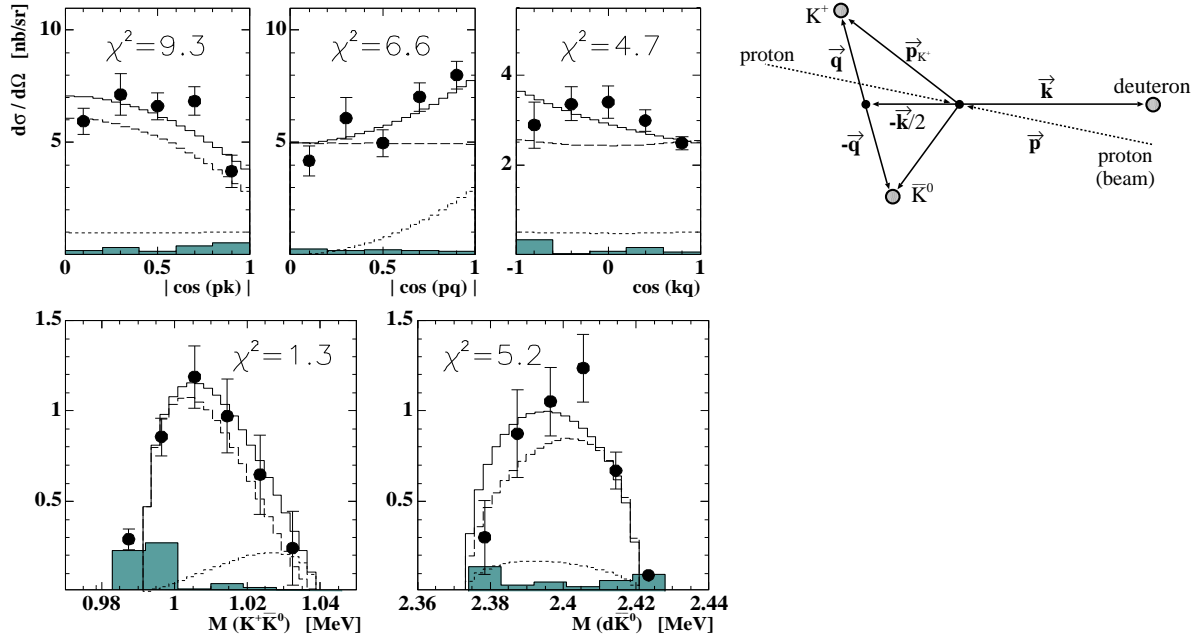 dσ / dΩ [nb/sr]
10
5
0 0.5 1
| cos (pk) |
χ²=9.3
10
5
0 0.5 1
| cos (pq) |
χ²=6.6
4
2
-1 0 1
cos (kq)
χ²=4.7
K⁺
q⃗
p⃗K⁺
proton
k⃗
deuteron
-k⃗/2
-q⃗
p⃗
K̅⁰
proton
(beam)
1.5
1
0.5
0.98 1 1.02 1.04
M (K⁺K̅⁰) [MeV]
χ²=1.3
1.5
1
0.5
2.36 2.38 2.4 2.42 2.44
M (dK̅⁰) [MeV]
χ²=5.2